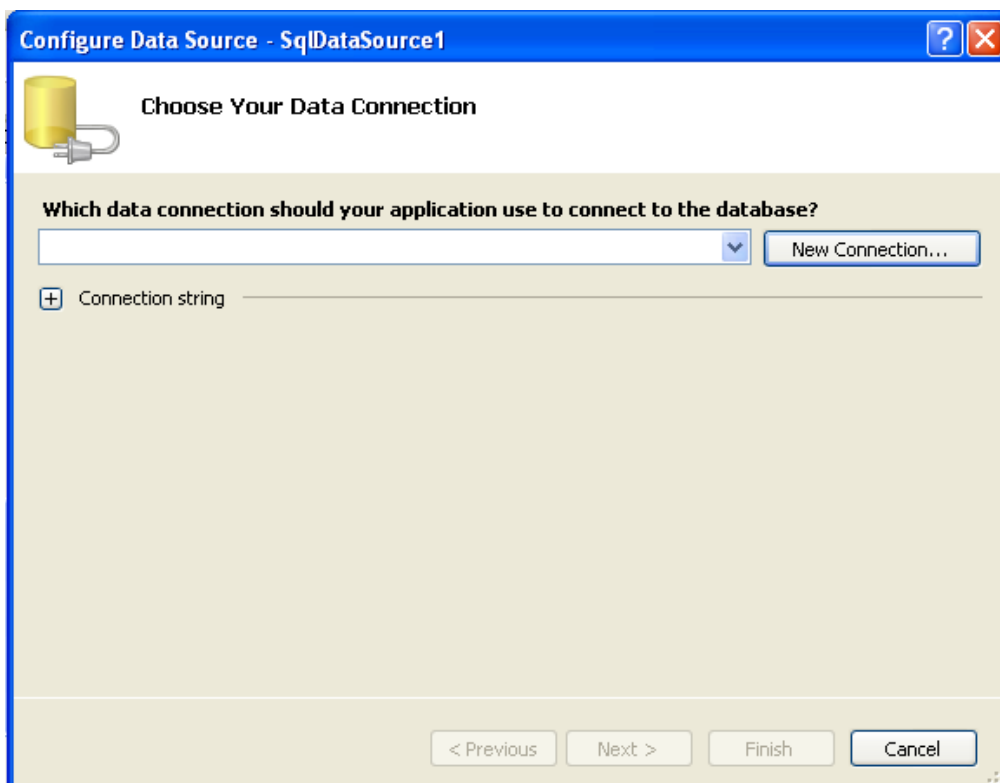 Configure Data Source - SqlDataSource1
?
Choose Your Data Connection
Which data connection should your application use to connect to the database?
New Connection...
+ Connection string
< Previous Next > Finish Cancel